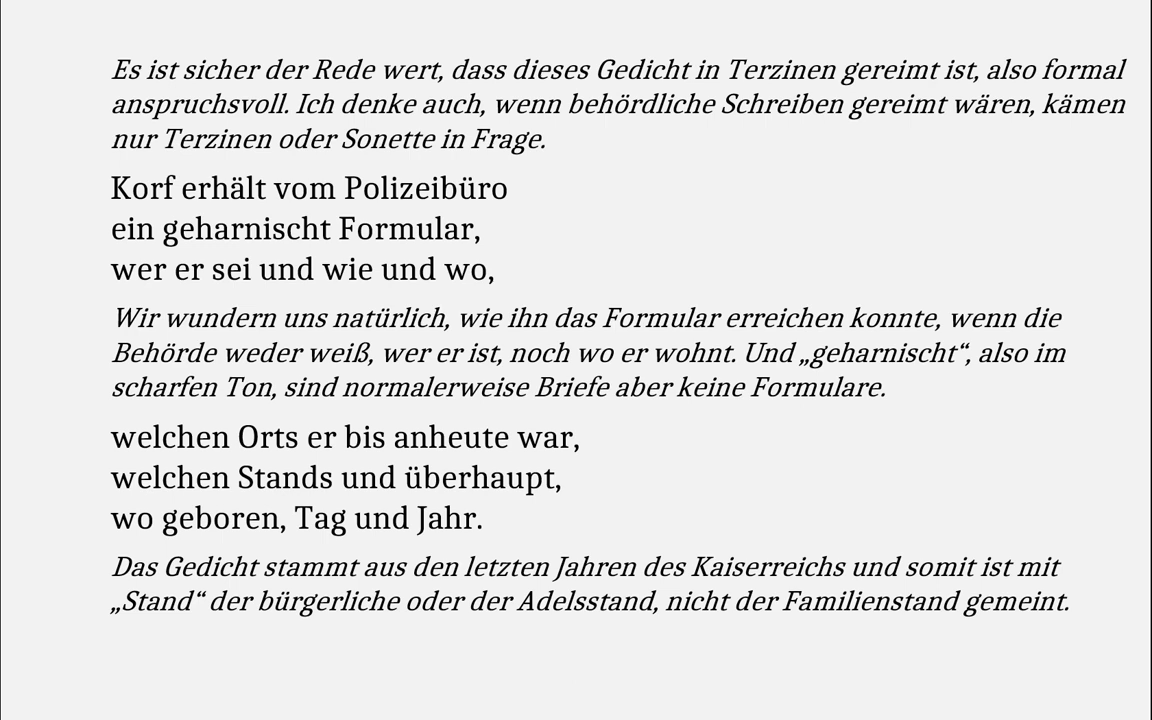 Es ist sicher der Rede wert, dass dieses Gedicht in Terzinen gereimt ist, also formal
anspruchsvoll. Ich denke auch, wenn behördliche Schreiben gereimt wären, kämen
nur Terzinen oder Sonette in Frage.
Korf erhält vom Polizeibüro
ein geharnischt Formular,
wer er sei und wie und wo,
Wir wundern uns natürlich, wie ihn das Formular erreichen konnte, wenn die
Behörde weder weiß, wer er ist, noch wo er wohnt. Und „geharnischt“, also im
scharfen Ton, sind normalerweise Briefe aber keine Formulare.
welchen Orts er bis anheute war,
welchen Stands und überhaupt,
wo geboren, Tag und Jahr.
Das Gedicht stammt aus den letzten Jahren des Kaiserreichs und somit ist mit
„Stand“ der bürgerliche oder der Adelsstand, nicht der Familienstand gemeint.